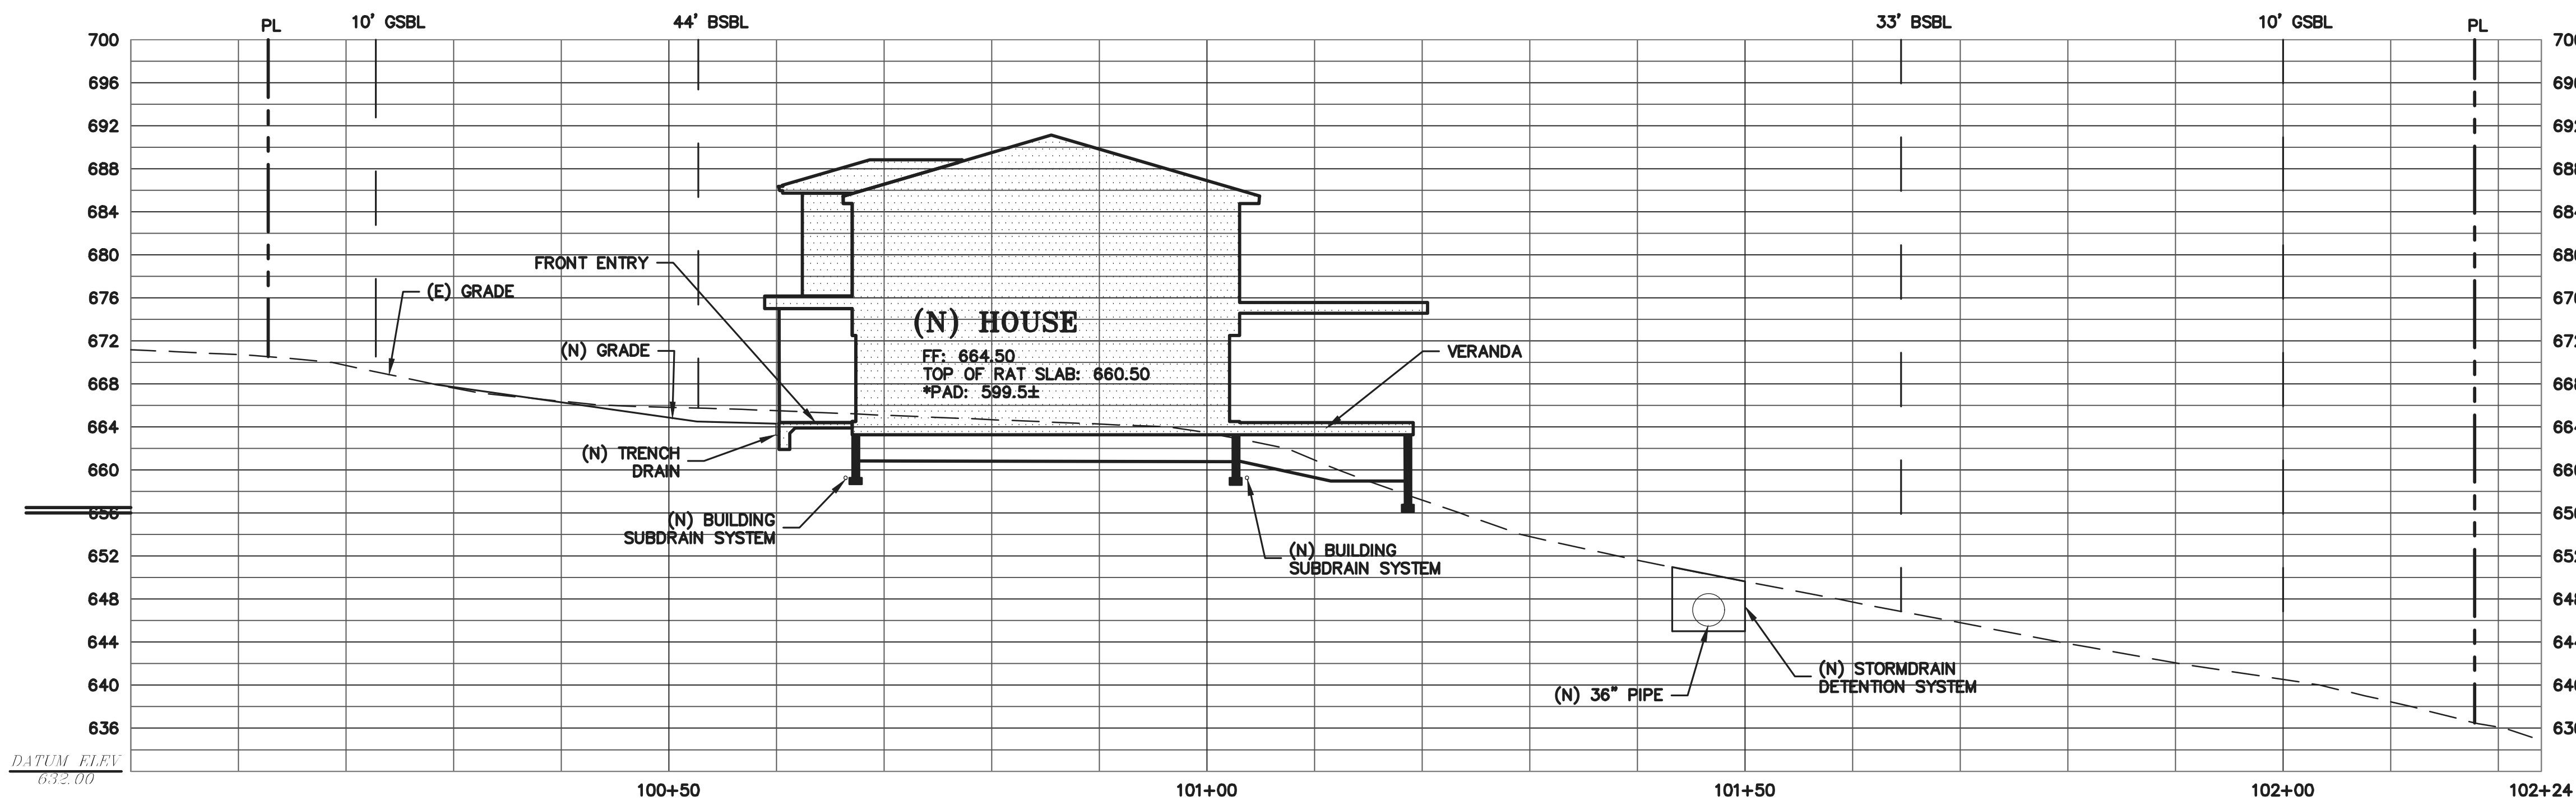 PL
10' GSBL
44' BSBL
33' BSBL
10' GSBL
PL
700
696
692
688
684
680
676
672
668
664
660
656
652
648
644
640
636
DATUM ELEV
632.00
FRONT ENTRY
(E) GRADE
(N) GRADE
(N) TRENCH
DRAIN
(N) BUILDING
SUBDRAIN SYSTEM
(N) HOUSE
FF: 664.50
TOP OF RAT SLAB: 660.50
*PAD: 599.5±
VERANDA
(N) BUILDING
SUBDRAIN SYSTEM
(N) 36" PIPE
(N) STORMDRAIN
DETENTION SYSTEM
100+50
101+00
101+50
102+00
102+24